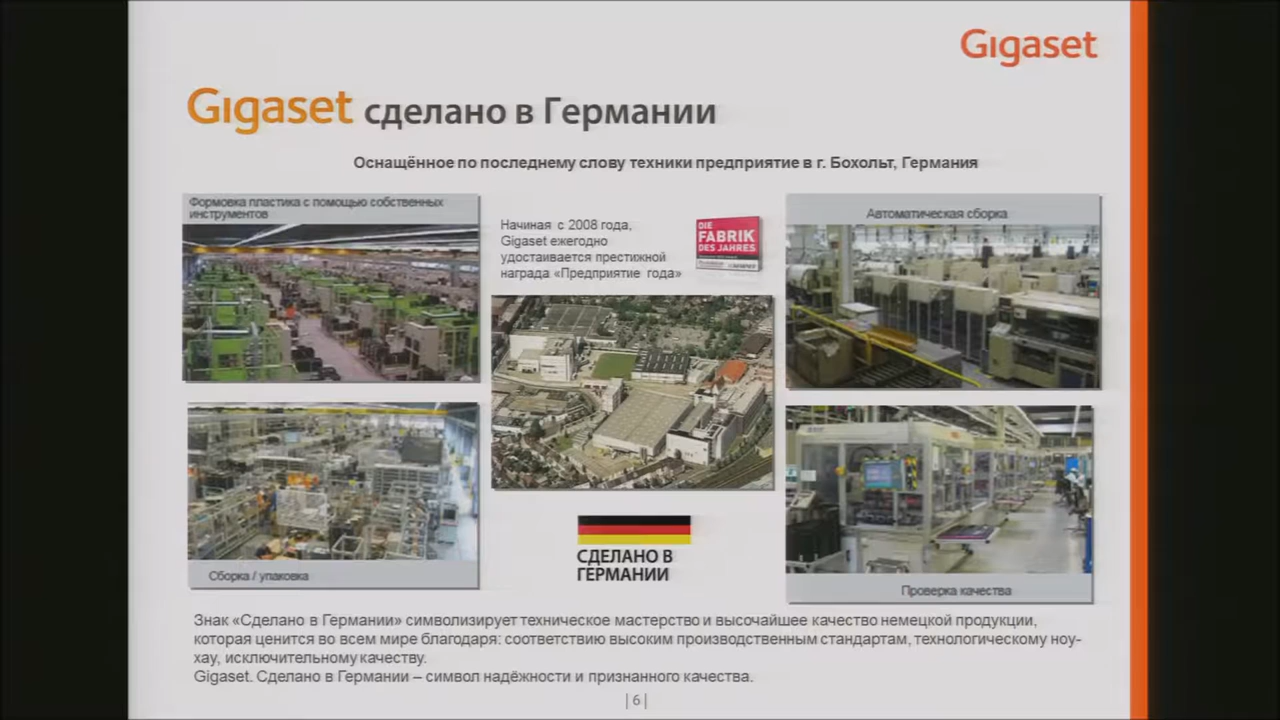 Gigaset
Gigaset сделано в Германии
Оснащённое по последнему слову техники предприятие в г. Бохольт, Германия
Формовка пластика с помощью собственных
инструментов
Начиная с 2008 года,
Gigaset ежегодно
удостаивается престижной
награда «Предприятие года»
DIE
FABRIK
DES JAHRES
Автоматическая сборка
СДЕЛАНО В
ГЕРМАНИИ
Сборка / упаковка
Проверка качества
Знак «Сделано в Германии» символизирует техническое мастерство и высочайшее качество немецкой продукции,
которая ценится во всем мире благодаря: соответствию высоким производственным стандартам, технологическому ноу-
хау, исключительному качеству.
Gigaset. Сделано в Германии – символ надёжности и признанного качества.
| 6 |